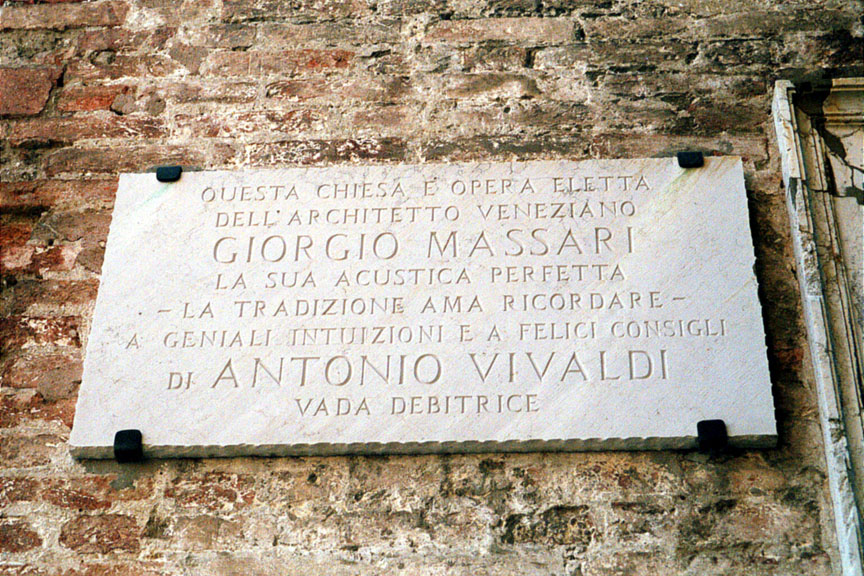 QUESTA CHIESA È OPERA ELETTA
DELL'ARCHITETTO VENEZIANO
GIORGIO MASSARI
LA SUA ACUSTICA PERFETTA
– LA TRADIZIONE AMA RICORDARE –
A GENIALI INTUIZIONI E A FELICI CONSIGLI
DI ANTONIO VIVALDI
VADA DEBITRICE